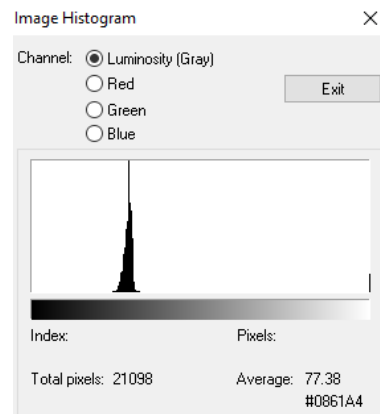 Image Histogram
Channel: Luminosity (Gray)
Red
Exit
Green
Blue
Index: Pixels:
Total pixels: 21098 Average: 77.38
#0861A4